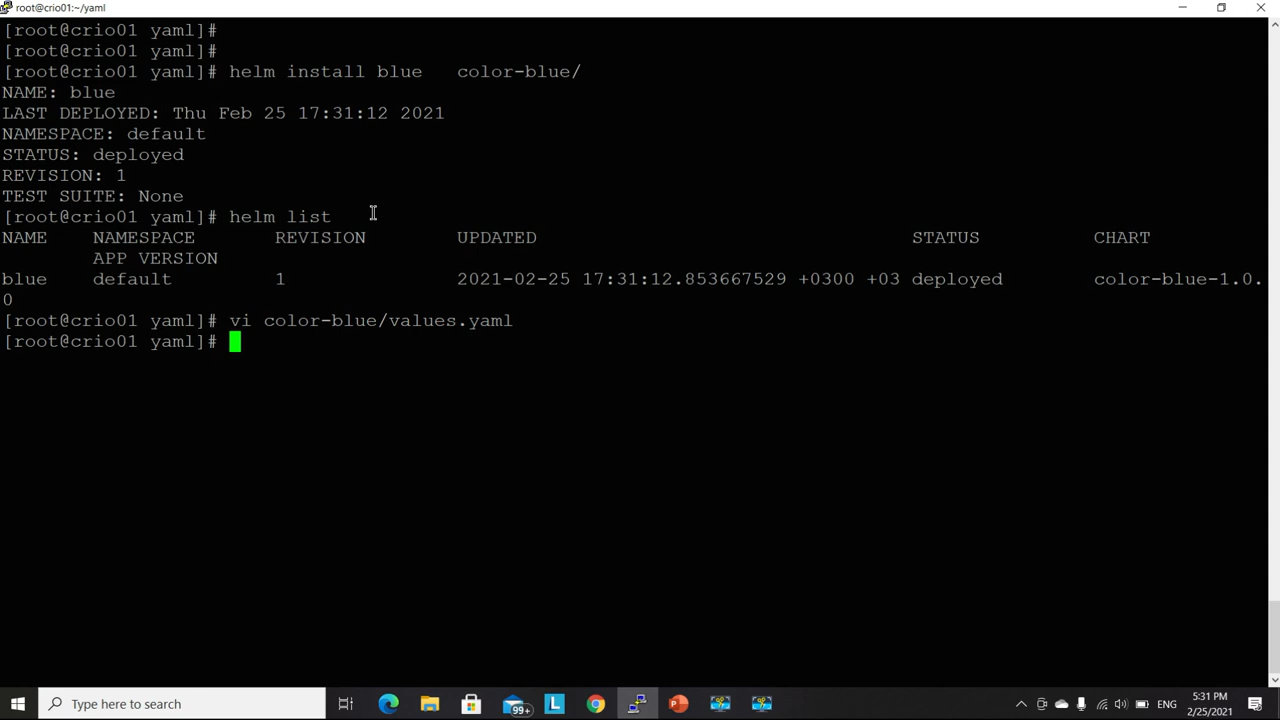 root@crio01:~/yaml
[root@crio01 yaml]#
[root@crio01 yaml]#
[root@crio01 yaml]# helm install blue   color-blue/
NAME: blue
LAST DEPLOYED: Thu Feb 25 17:31:12 2021
NAMESPACE: default
STATUS: deployed
REVISION: 1
TEST SUITE: None
[root@crio01 yaml]# helm list
NAME    NAMESPACE       REVISION        UPDATED                                 STATUS          CHART
        APP VERSION
blue    default         1               2021-02-25 17:31:12.853667529 +0300 +03 deployed        color-blue-1.0.
0
[root@crio01 yaml]# vi color-blue/values.yaml
[root@crio01 yaml]#
Type here to search
99+
L
P
ENG
5:31 PM
2/25/2021